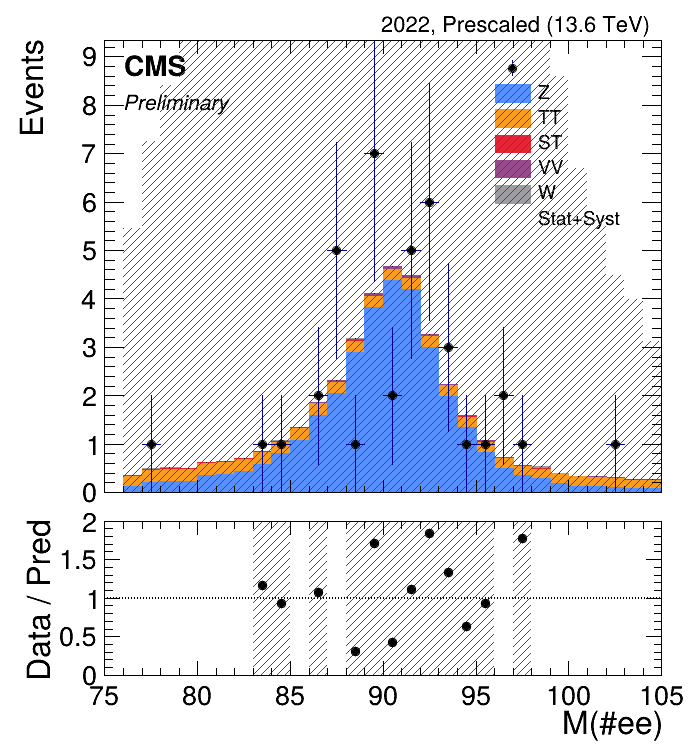 2022, Prescaled (13.6 TeV)
Events
CMS
Preliminary
Z
TT
ST
VV
W
Stat+Syst
9
8
7
6
5
4
3
2
1
0
Data / Pred
2
1.5
1
0.5
0
75 80 85 90 95 100 105
M(#ee)